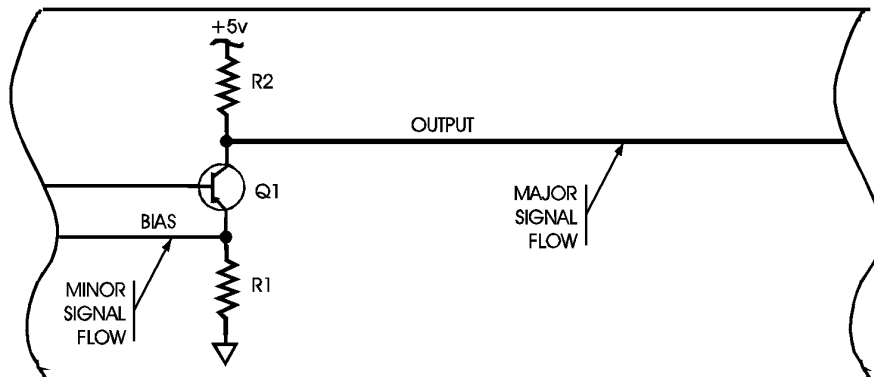 +5v
R2
OUTPUT
Q1
MAJOR
SIGNAL
FLOW
BIAS
R1
MINOR
SIGNAL
FLOW